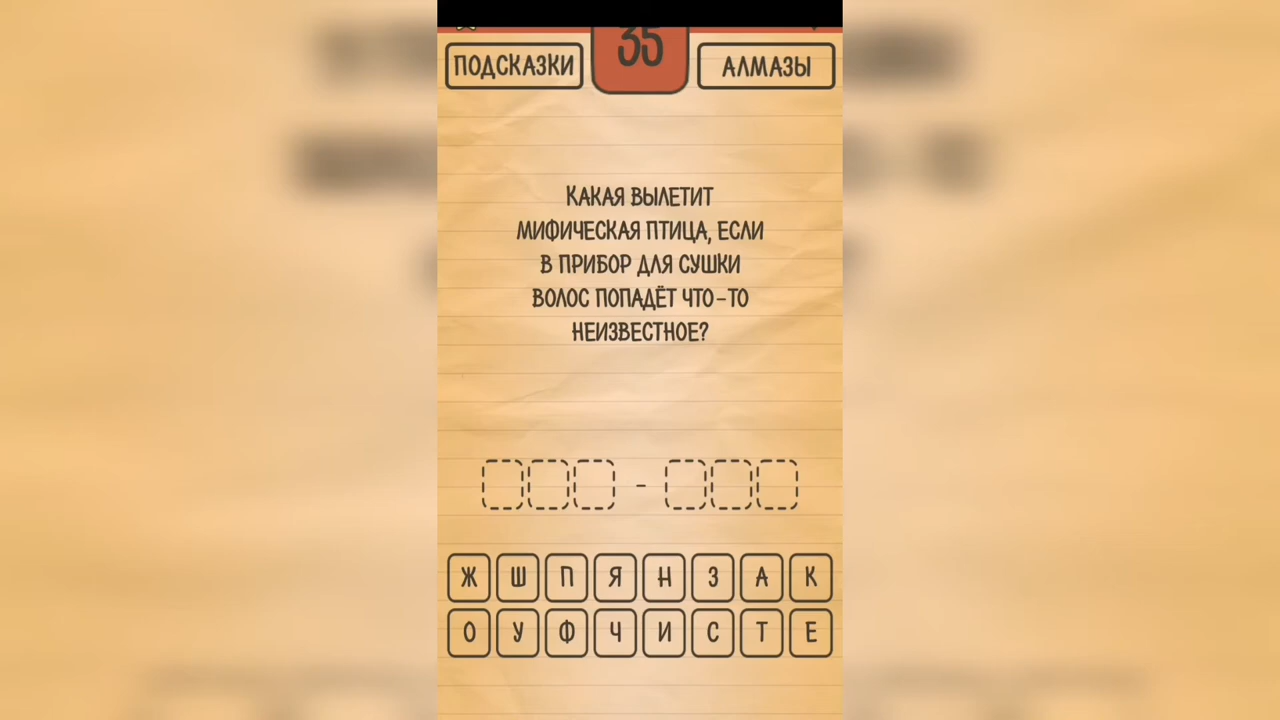 ПОДСКАЗКИ
35
АЛМАЗЫ
КАКАЯ ВЫЛЕТИТ
МИФИЧЕСКАЯ ПТИЦА, ЕСЛИ
В ПРИБОР ДЛЯ СУШКИ
ВОЛОС ПОПАДЁТ ЧТО-ТО
НЕИЗВЕСТНОЕ?
-
Ж Ш П Я Н З А К
О У Ф Ч И С Т Е